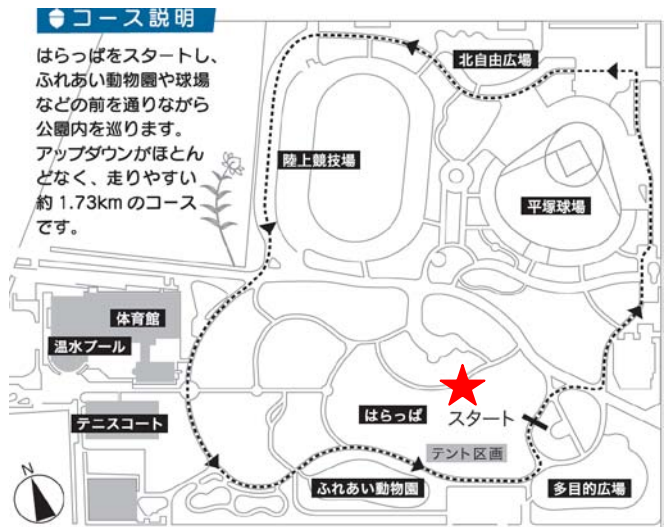 コース説明
はらっぱをスタートし、
ふれあい動物園や球場
などの前を通りながら
公園内を巡ります。
アップダウンがほとん
どなく、走りやすい
約1.73kmのコース
です。
北自由広場
陸上競技場
平塚球場
体育館
温水プール
はらっぱ
スタート
テニスコート
テント区画
ふれあい動物園
多目的広場
N